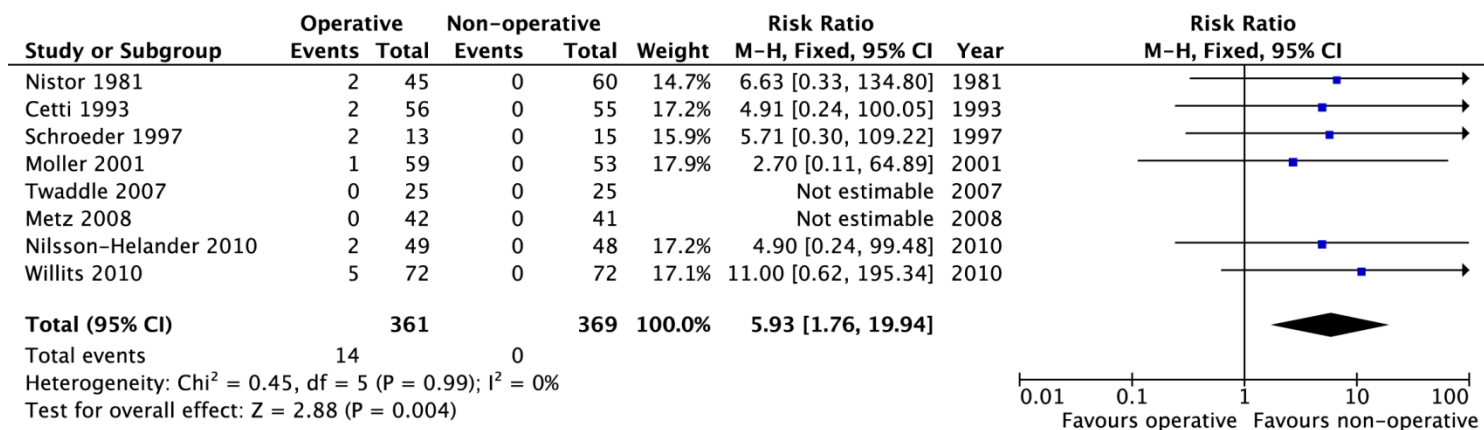 Operative Non-operative Risk Ratio Risk Ratio
Study or Subgroup Events Total Events Total Weight M-H, Fixed, 95% CI Year M-H, Fixed, 95% CI
Nistor 1981 2 45 0 60 14.7% 6.63 [0.33, 134.80] 1981
Cetti 1993 2 56 0 55 17.2% 4.91 [0.24, 100.05] 1993
Schroeder 1997 2 13 0 15 15.9% 5.71 [0.30, 109.22] 1997
Moller 2001 1 59 0 53 17.9% 2.70 [0.11, 64.89] 2001
Twaddle 2007 0 25 0 25 Not estimable 2007
Metz 2008 0 42 0 41 Not estimable 2008
Nilsson-Helander 2010 2 49 0 48 17.2% 4.90 [0.24, 99.48] 2010
Willits 2010 5 72 0 72 17.1% 11.00 [0.62, 195.34] 2010
Total (95% CI) 361 369 100.0% 5.93 [1.76, 19.94]
Total events 14 0
Heterogeneity: Chi² = 0.45, df = 5 (P = 0.99); I² = 0%
Test for overall effect: Z = 2.88 (P = 0.004)
0.01 0.1 1 10 100
Favours operative Favours non-operative